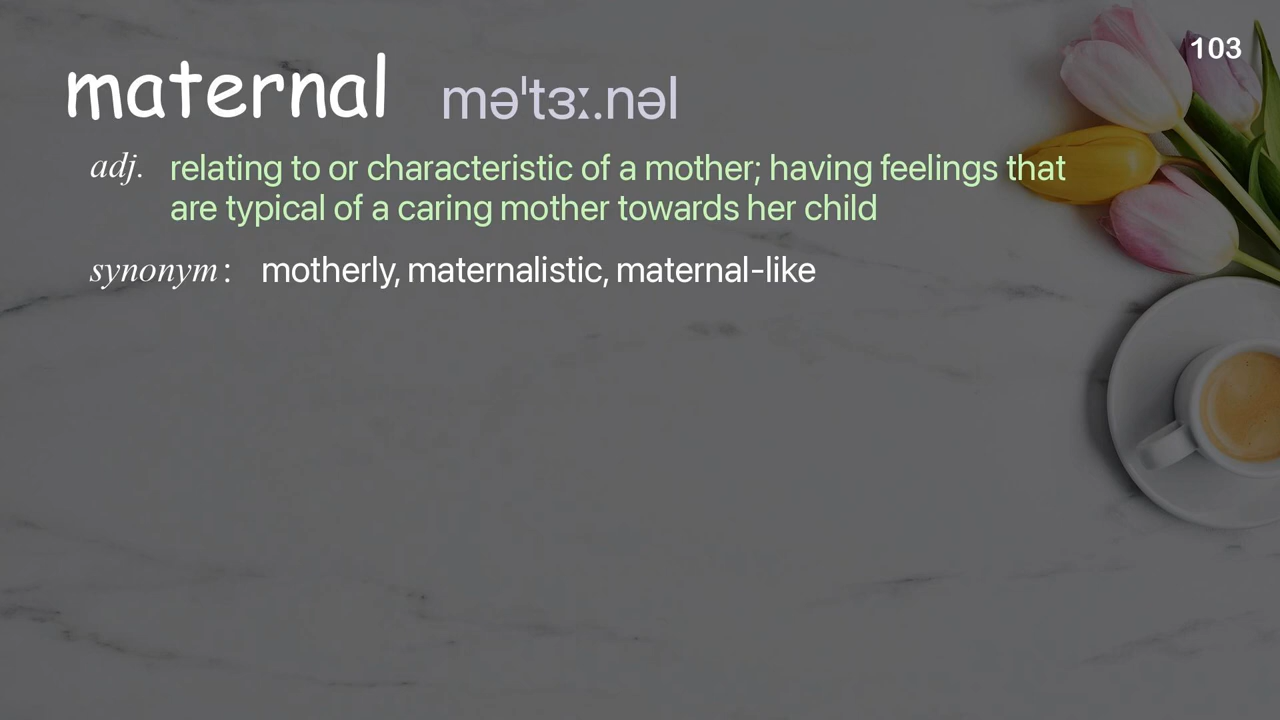 103
maternal məˈtɜː.nəl
adj. relating to or characteristic of a mother; having feelings that
are typical of a caring mother towards her child
synonym: motherly, maternalistic, maternal-like